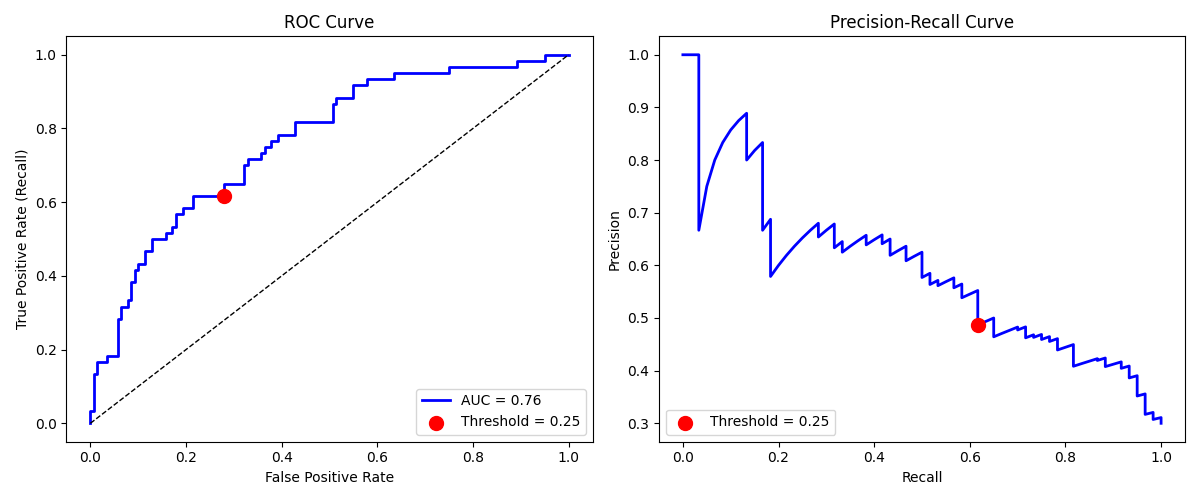 ROC Curve
True Positive Rate (Recall)
1.0
0.8
0.6
0.4
0.2
0.0
0.0 0.2 0.4 0.6 0.8 1.0
False Positive Rate
AUC = 0.76
Threshold = 0.25
Precision-Recall Curve
Precision
1.0
0.9
0.8
0.7
0.6
0.5
0.4
0.3
0.0 0.2 0.4 0.6 0.8 1.0
Recall
Threshold = 0.25